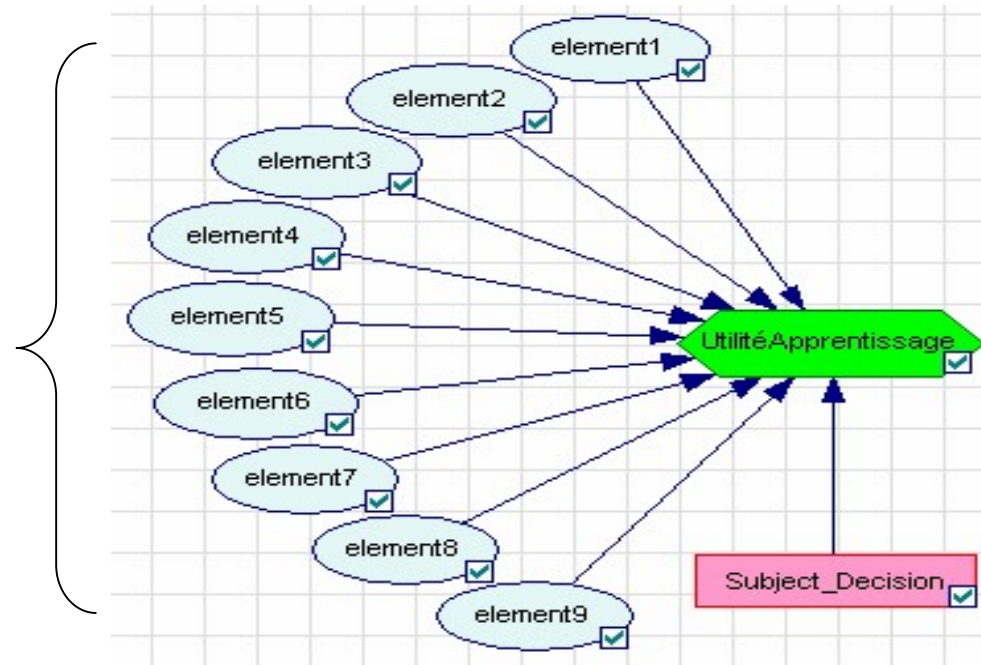 element1
element2
element3
element4
element5
element6
element7
element8
element9
UtilitéApprentissage
Subject_Decision